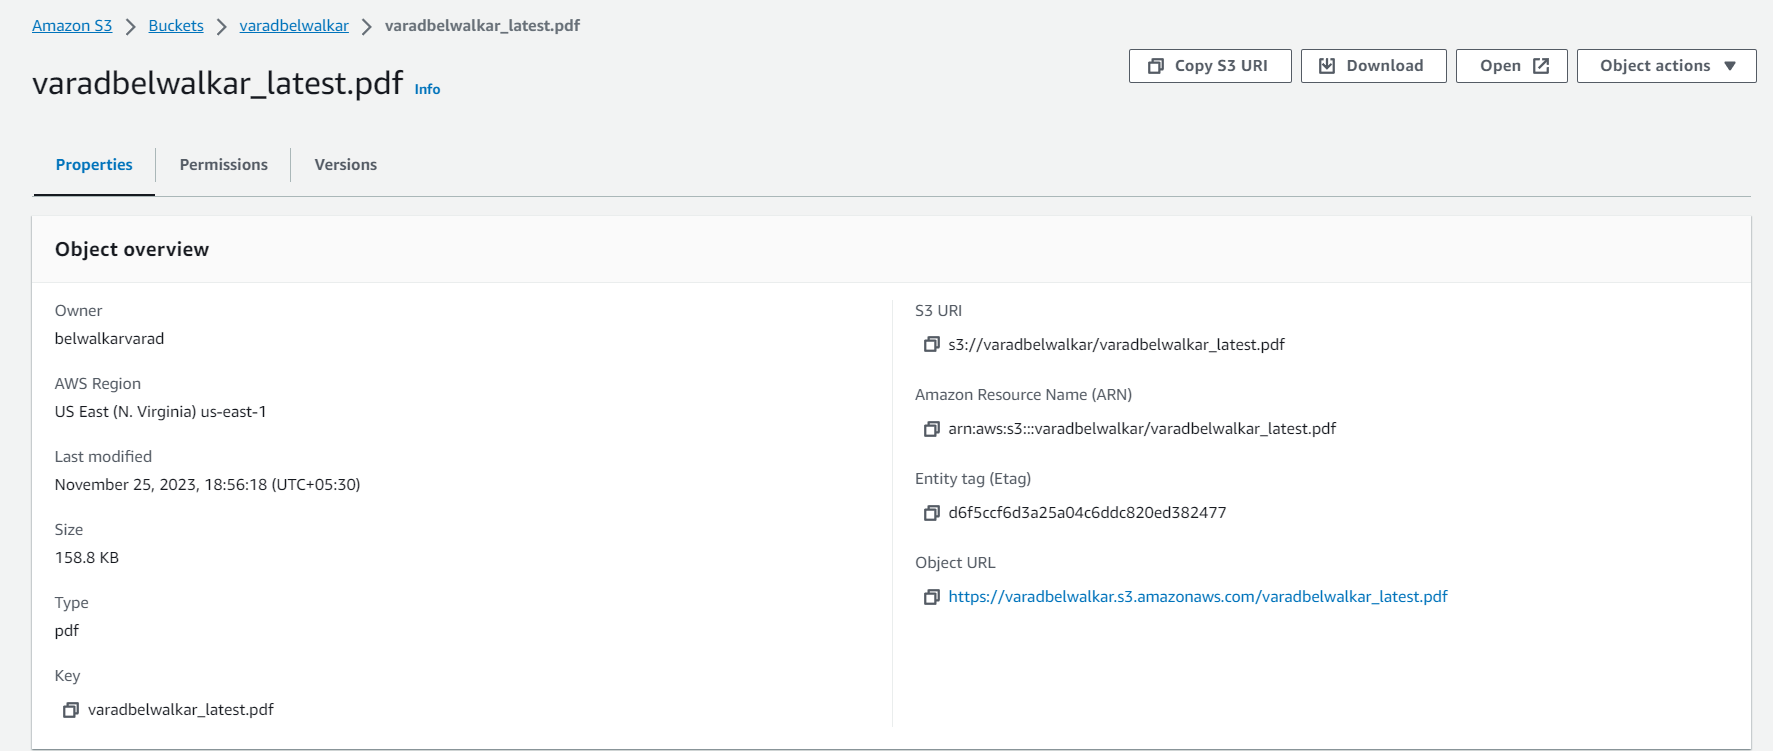 Amazon S3 > Buckets > varadbelwalkar > varadbelwalkar_latest.pdf
varadbelwalkar_latest.pdf Info
Copy S3 URI Download Open Object actions
Properties Permissions Versions
Object overview
Owner
belwalkarvarad
AWS Region
US East (N. Virginia) us-east-1
Last modified
November 25, 2023, 18:56:18 (UTC+05:30)
Size
158.8 KB
Type
pdf
Key
varadbelwalkar_latest.pdf
S3 URI
s3://varadbelwalkar/varadbelwalkar_latest.pdf
Amazon Resource Name (ARN)
arn:aws:s3:::varadbelwalkar/varadbelwalkar_latest.pdf
Entity tag (Etag)
d6f5ccf6d3a25a04c6ddc820ed382477
Object URL
https://varadbelwalkar.s3.amazonaws.com/varadbelwalkar_latest.pdf